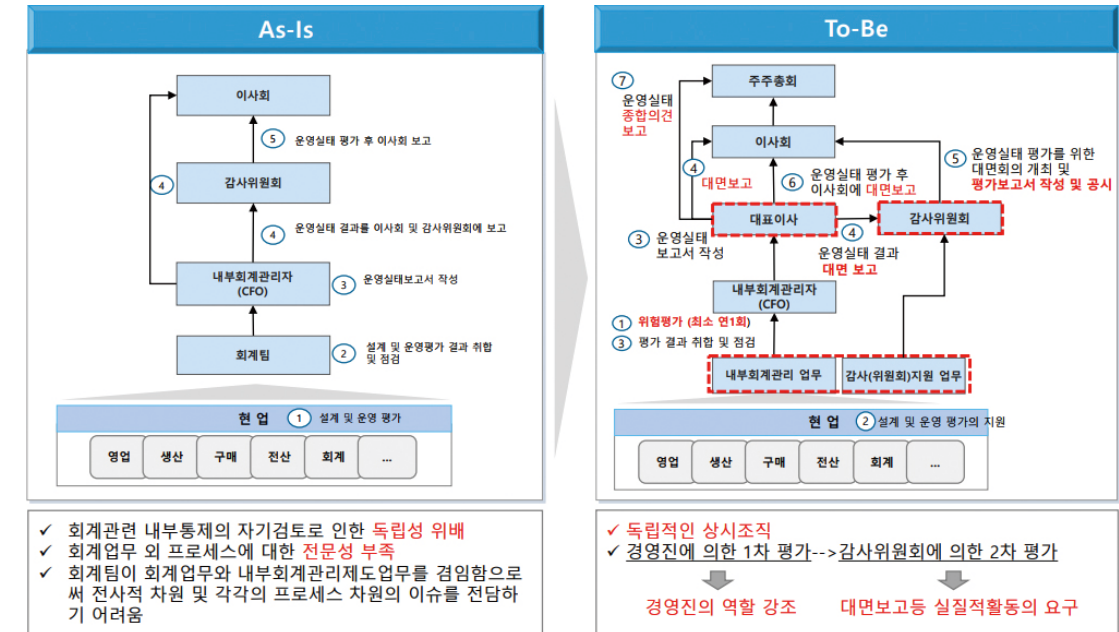 As-Is
이사회
⑤ 운영실태 평가 후 이사회 보고
④
감사위원회
④ 운영실태 결과를 이사회 및 감사위원회에 보고
내부회계관리자
(CFO)
③ 운영실태보고서 작성
회계팀
② 설계 및 운영평가 결과 취합
및 점검
현 업 ① 설계 및 운영 평가
영업 생산 구매 전산 회계 ...
✓ 회계관련 내부통제의 자기검토로 인한 독립성 위배
✓ 회계업무 외 프로세스에 대한 전문성 부족
✓ 회계팀이 회계업무와 내부회계관리제도업무를 겸임함으로
써 전사적 차원 및 각각의 프로세스 차원의 이슈를 전담하
기 어려움
To-Be
⑦
운영실태
종합의견
보고
주주총회
이사회
④
대면보고
⑥ 운영실태 평가 후
이사회에 대면보고
⑤ 운영실태 평가를 위한
대면회의 개최 및
평가보고서 작성 및 공시
대표이사
감사위원회
③ 운영실태
보고서 작성
④
운영실태 결과
대면 보고
내부회계관리자
(CFO)
① 위험평가 (최소 연1회)
③ 평가 결과 취합 및 점검
내부회계관리 업무
감사(위원회)지원 업무
현 업 ② 설계 및 운영 평가의 지원
영업 생산 구매 전산 회계 ...
✓ 독립적인 상시조직
✓ 경영진에 의한 1차 평가-->감사위원회에 의한 2차 평가
경영진의 역할 강조
대면보고등 실질적활동의 요구